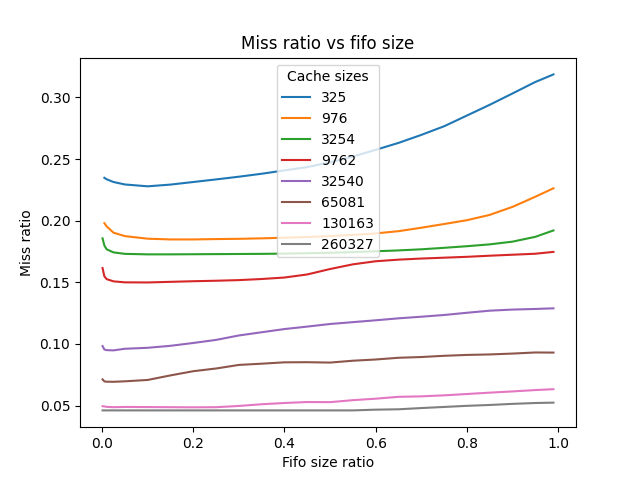 Miss ratio vs fifo size
Cache sizes
325
976
3254
9762
32540
65081
130163
260327
Miss ratio
0.30
0.25
0.20
0.15
0.10
0.05
0.0 0.2 0.4 0.6 0.8 1.0
Fifo size ratio